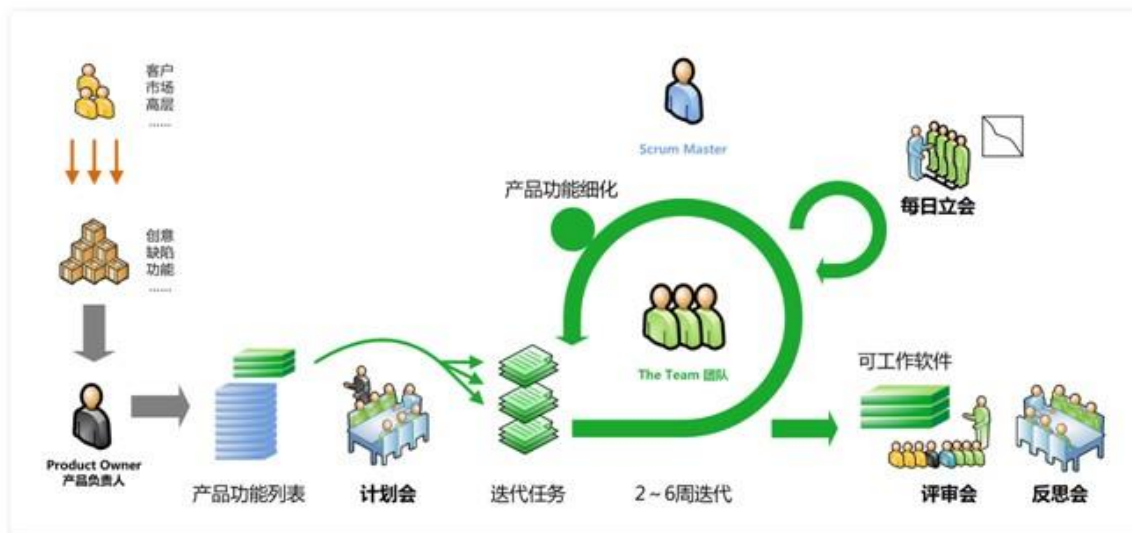 客户
市场
高层
......
Scrum Master
产品功能细化
每日立会
创意
缺陷
功能
......
The Team 团队
可工作软件
Product Owner
产品负责人
产品功能列表
计划会
迭代任务
2~6周迭代
评审会
反思会